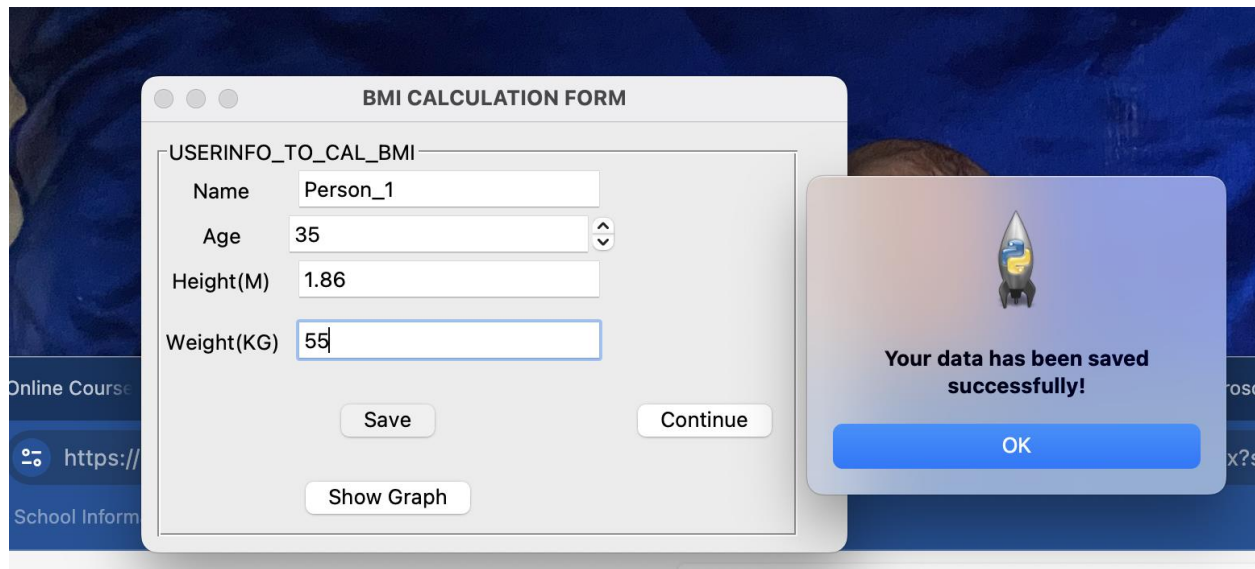 BMI CALCULATION FORM
USERINFO_TO_CAL_BMI
Name Person_1
Age 35
Height(M) 1.86
Weight(KG) 55
Save Continue
Show Graph
Your data has been saved
successfully!
OK
Online Course
https://
School Inform